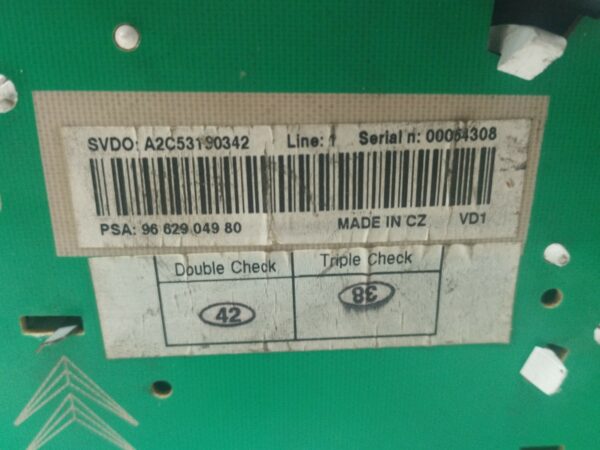 SVDO: A2C53190342 Line: 1 Serial n: 00064308
PSA: 96 629 049 80 MADE IN CZ VD1
Double Check Triple Check
42 38